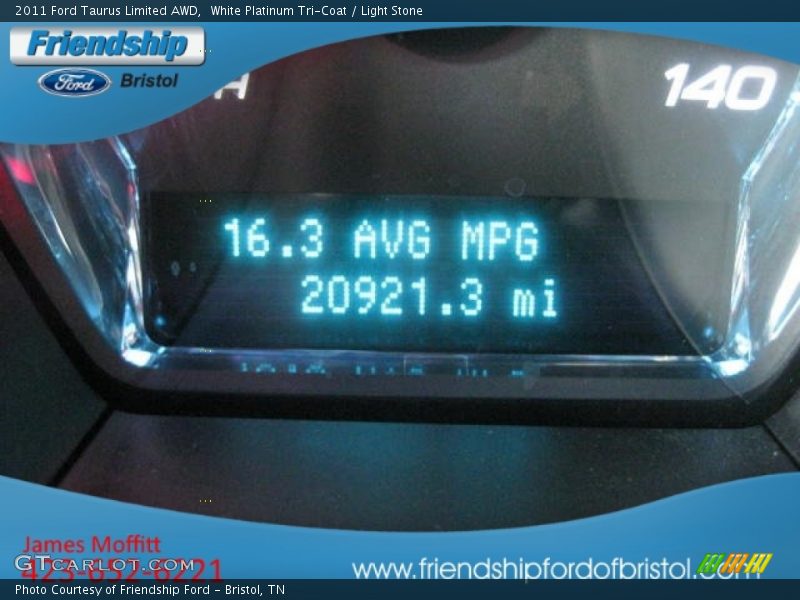 2011 Ford Taurus Limited AWD,  White Platinum Tri-Coat / Light Stone
Friendship
Ford Bristol
140
16.3 AVG MPG
20921.3 mi
James Moffitt
423-652-6221
GTcarlot.com
www.friendshipfordofbristol.com
Photo Courtesy of Friendship Ford - Bristol, TN